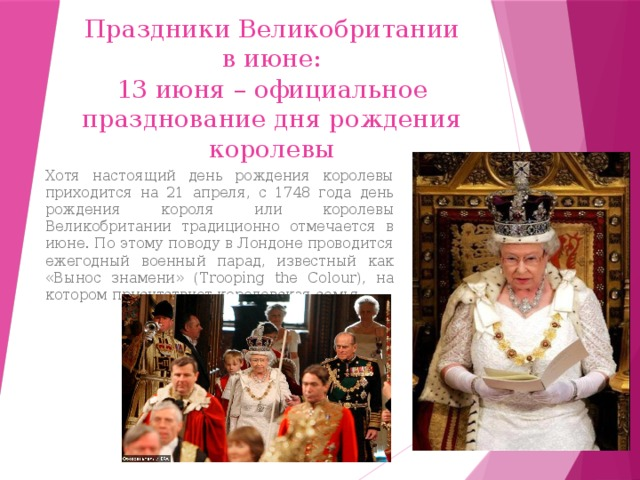 Праздники Великобритании
в июне:
13 июня – официальное
празднование дня рождения
королевы
Хотя настоящий день рождения королевы
приходится на 21 апреля, с 1748 года день
рождения короля или королевы
Великобритании традиционно отмечается в
июне. По этому поводу в Лондоне проводится
ежегодный военный парад, известный как
«Вынос знамени» (Trooping the Colour), на
котором присутствует королевская семья.